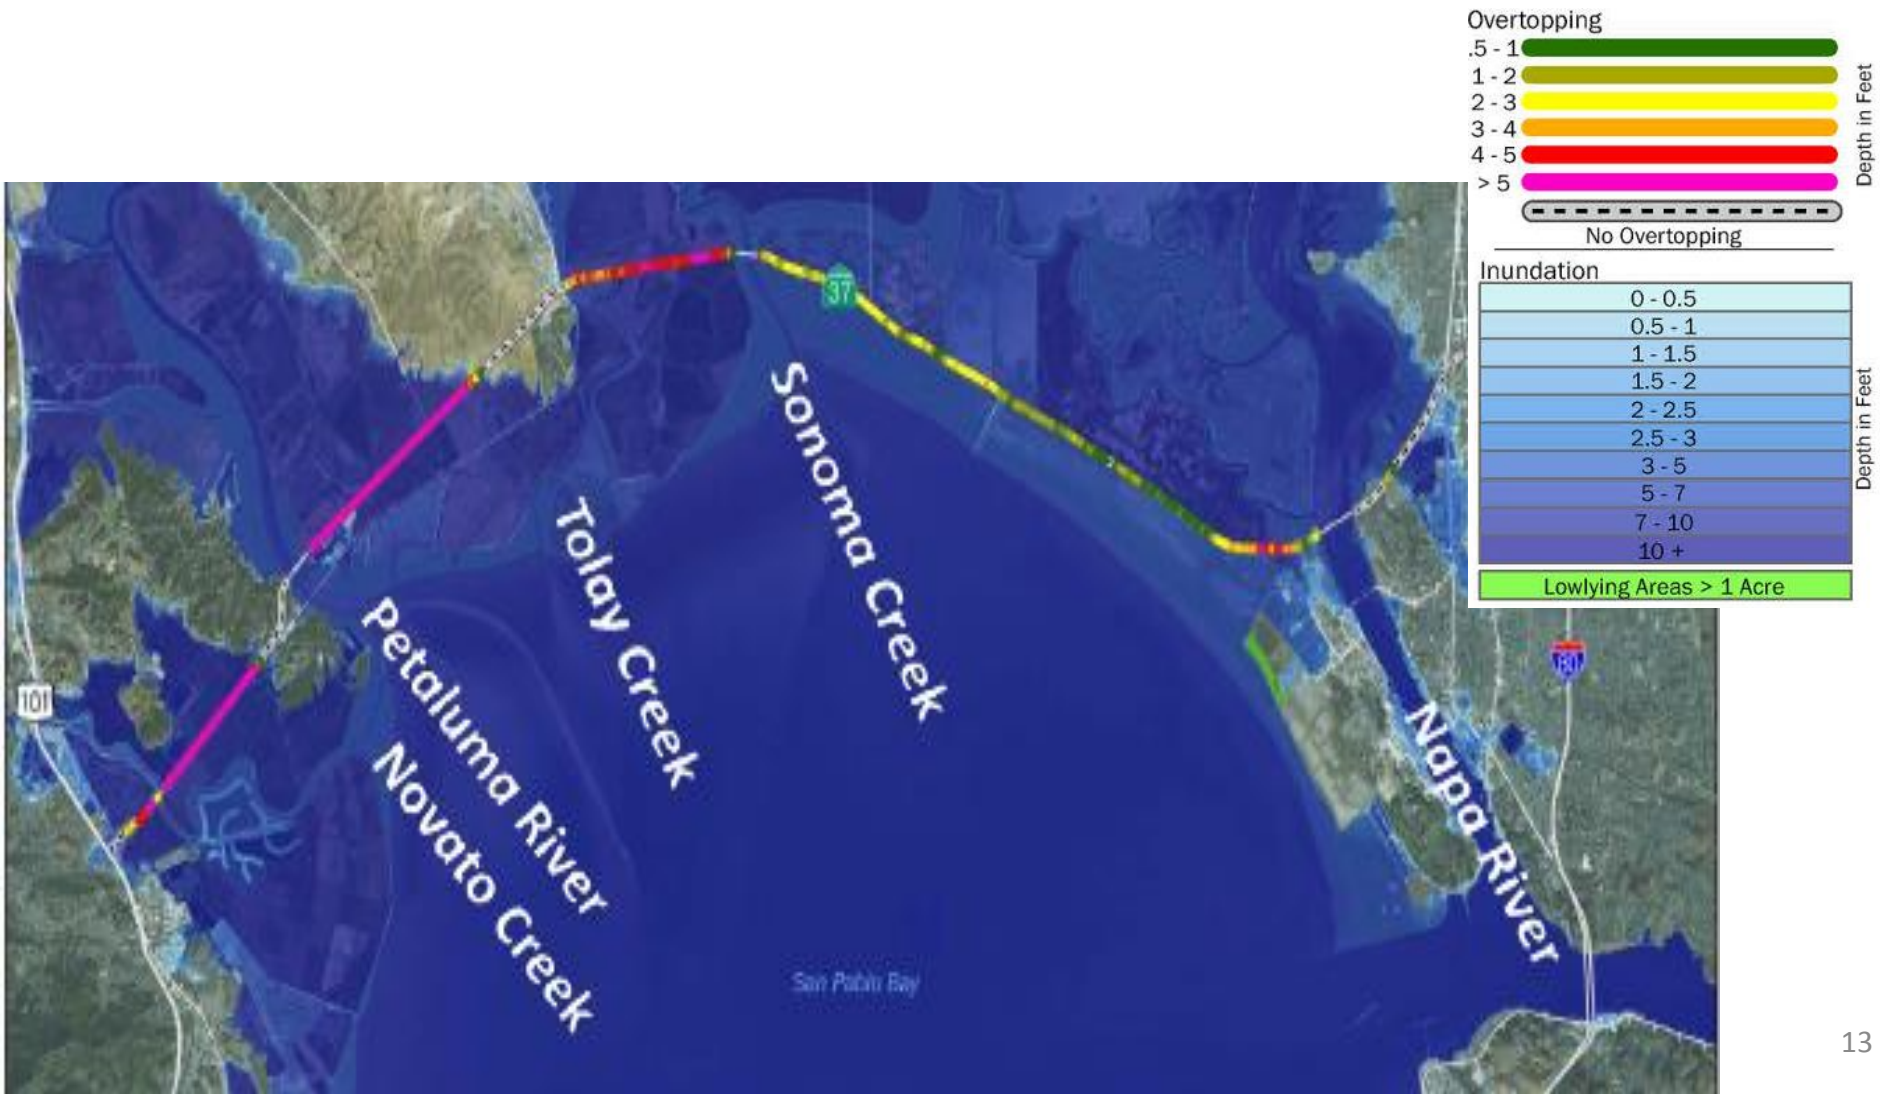 Overtopping
.5 - 1
1 - 2
2 - 3
3 - 4
4 - 5
> 5
Depth in Feet
No Overtopping
Inundation
0 - 0.5
0.5 - 1
1 - 1.5
1.5 - 2
2 - 2.5
2.5 - 3
3 - 5
5 - 7
7 - 10
10 +
Depth in Feet
Lowlying Areas > 1 Acre
37
Sonoma Creek
Tolay Creek
Petaluma River
Novato Creek
Napa River
101
80
San Pablo Bay
13